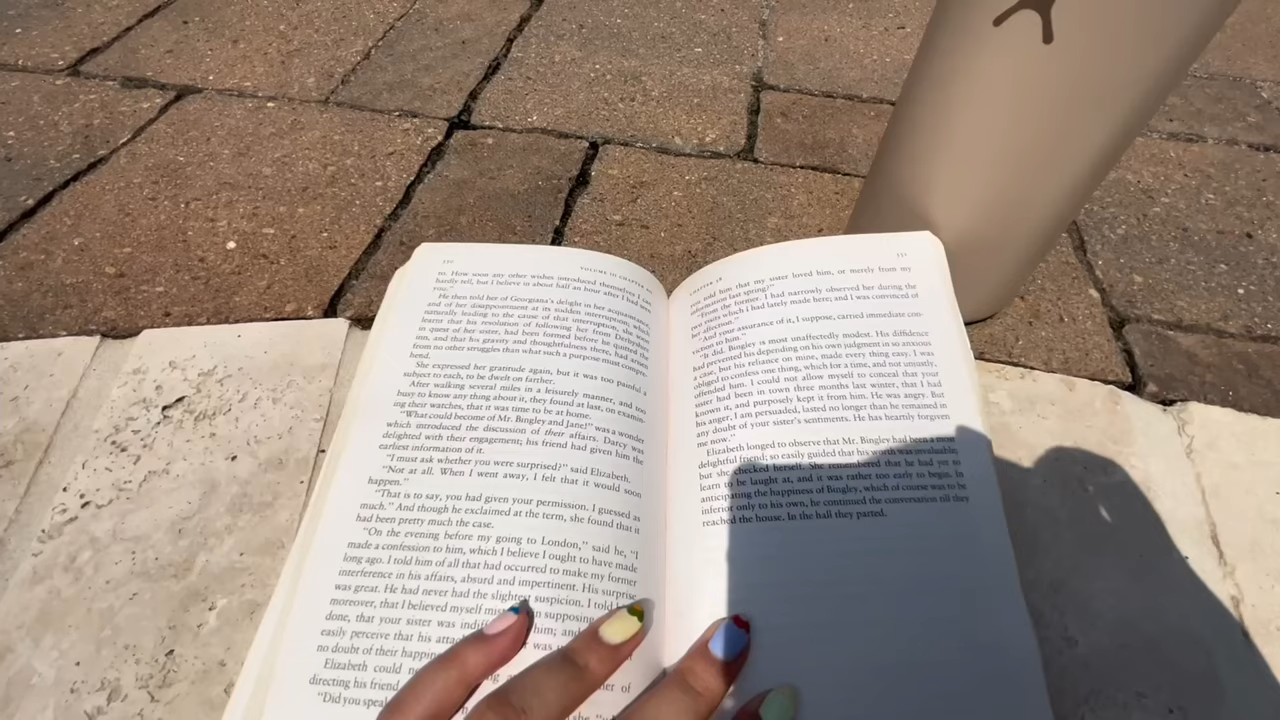 330
VOLUME III CHAPTER
to. How soon any other wishes introduced themselves I can
hardly tell, but I believe in about half an hour after I had seen
you."
He then told her of Georgiana's delight in her acquaintance,
and of her disappointment at its sudden interruption; which
naturally leading to the cause of that interruption, she soon
learnt that his resolution of following her from Derbyshire
in quest of her sister, had been formed before he quitted the
inn, and that his gravity and thoughtfulness there, had arisen
from no other struggles than what such a purpose must compre-
hend.
She expressed her gratitude again, but it was too painful a
subject to each, to be dwelt on farther.
After walking several miles in a leisurely manner, and too
busy to know any thing about it, they found at last, on examin-
ing their watches, that it was time to be at home.
"What could become of Mr. Bingley and Jane!" was a wonder
which introduced the discussion of their affairs. Darcy was
delighted with their engagement; his friend had given him the
earliest information of it.
"I must ask whether you were surprised?" said Elizabeth.
"Not at all. When I went away, I felt that it would soon
happen."
"That is to say, you had given your permission. I guessed as
much." And though he exclaimed at the term, she found that it
had been pretty much the case.
"On the evening before my going to London," said he, "I
made a confession to him, which I believe I ought to have made
long ago. I told him of all that had occurred to make my former
interference in his affairs, absurd and impertinent. His surprise
was great. He had never had the slightest suspicion. I told
moreover, that I believed myself in supposing
done, that your sister was him; and
easily perceive that his was
no doubt of their
Elizabeth could
directing his friend of
"Did you she
331
CHAPTER 18
you told him that my sister loved him, or merely from my
information last spring?"
"From the former. I had narrowly observed her during the
two visits which I had lately made here; and I was convinced of
her affection."
"And your assurance of it, I suppose, carried immediate con-
viction to him."
"It did. Bingley is most unaffectedly modest. His diffidence
had prevented his depending on his own judgment in so anxious
a case, but his reliance on mine, made every thing easy. I was
obliged to confess one thing, which for a time, and not unjustly,
offended him. I could not allow myself to conceal that your
sister had been in town three months last winter, that I had
known it, and purposely kept it from him. He was angry. But
his anger, I am persuaded, lasted no longer than he remained in
any doubt of your sister's sentiments. He has heartily forgiven
me now."
Elizabeth longed to observe that Mr. Bingley had been a most
delightful friend; so easily guided that his worth was invaluable;
but she checked herself. She remembered that he had yet to
learn to be laught at, and it was rather too early to begin. In
anticipating the happiness of Bingley, which of course was to be
inferior only to his own, he continued the conversation till they
reached the house. In the hall they parted.